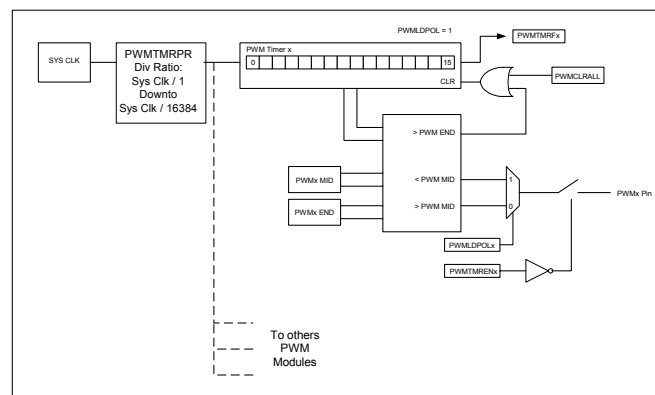 PWMLDPOL = 1
SYS CLK
PWMTMRPR
Div Ratio:
Sys Clk / 1
Downto
Sys Clk / 16384
PWM Timer x
0
15
CLR
PWMTMRFx
PWMCLRALL
> PWM END
< PWM MID
> PWM MID
PWMx MID
PWMx END
1
0
PWMx Pin
PWMLDPOLx
PWMTMRENx
To others
PWM
Modules